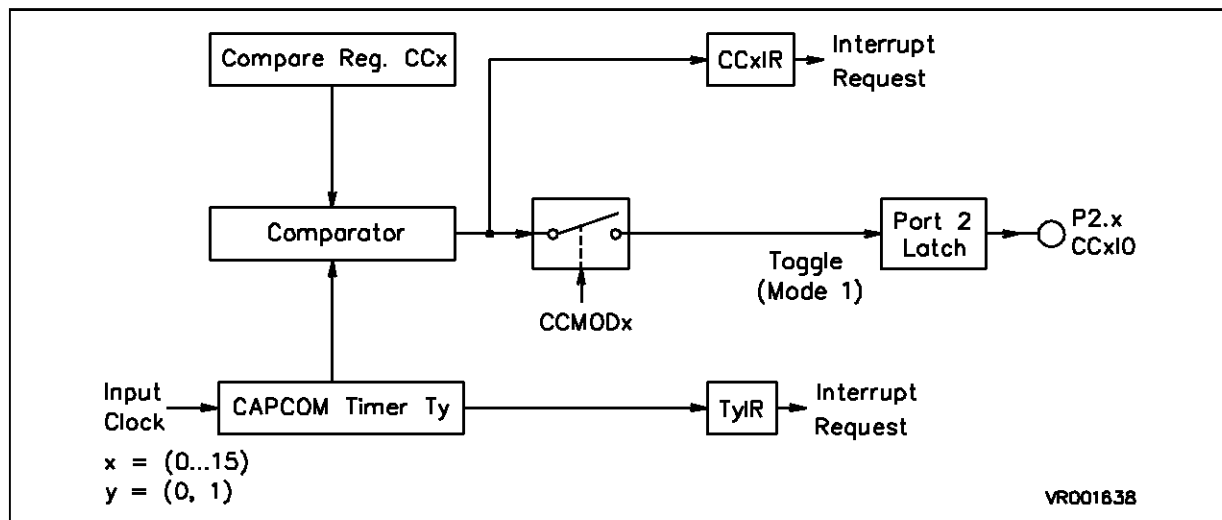 Compare Reg. CCx
CCxIR
Interrupt
Request
Comparator
Port 2
Latch
P2.x
CCxIO
Toggle
(Mode 1)
CCMODx
Input
Clock
CAPCOM Timer Ty
TyIR
Interrupt
Request
x = (0...15)
y = (0, 1)
VR001638